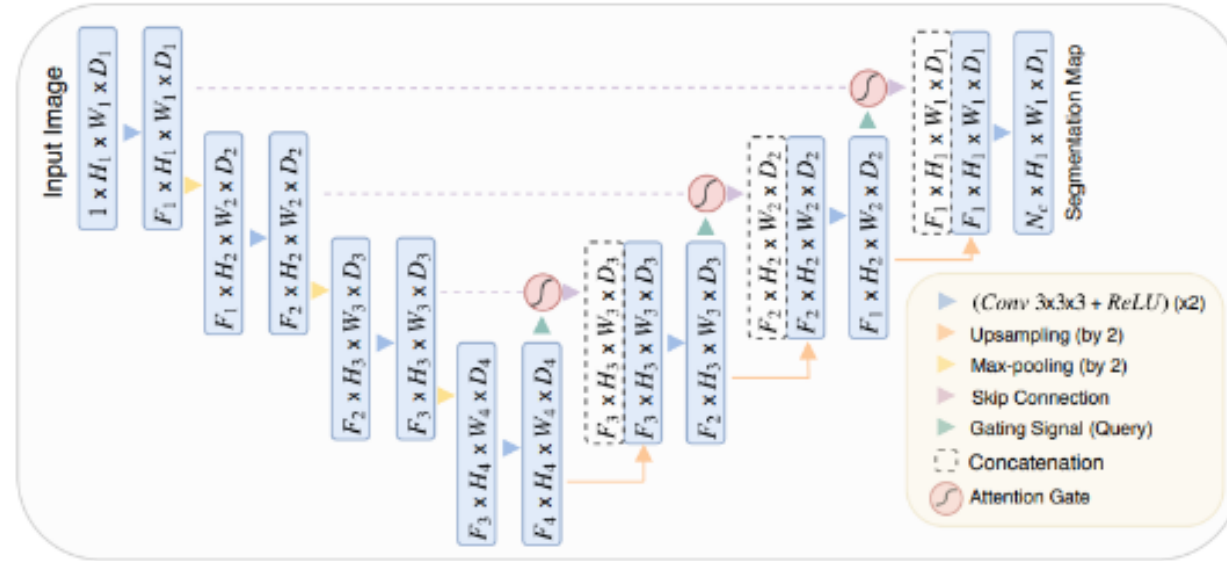 Input Image
1 x H₁ x W₁ x D₁
F₁ x H₁ x W₁ x D₁
F₁ x H₂ x W₂ x D₂
F₂ x H₂ x W₂ x D₂
F₂ x H₃ x W₃ x D₃
F₃ x H₃ x W₃ x D₃
F₃ x H₄ x W₄ x D₄
F₄ x H₄ x W₄ x D₄
F₃ x H₃ x W₃ x D₃
F₃ x H₃ x W₃ x D₃
F₂ x H₃ x W₃ x D₃
F₂ x H₂ x W₂ x D₂
F₂ x H₂ x W₂ x D₂
F₁ x H₂ x W₂ x D₂
F₁ x H₁ x W₁ x D₁
F₁ x H₁ x W₁ x D₁
N꜀ x H₁ x W₁ x D₁
Segmentation Map
(Conv 3x3x3 + ReLU) (x2)
Upsampling (by 2)
Max-pooling (by 2)
Skip Connection
Gating Signal (Query)
Concatenation
Attention Gate